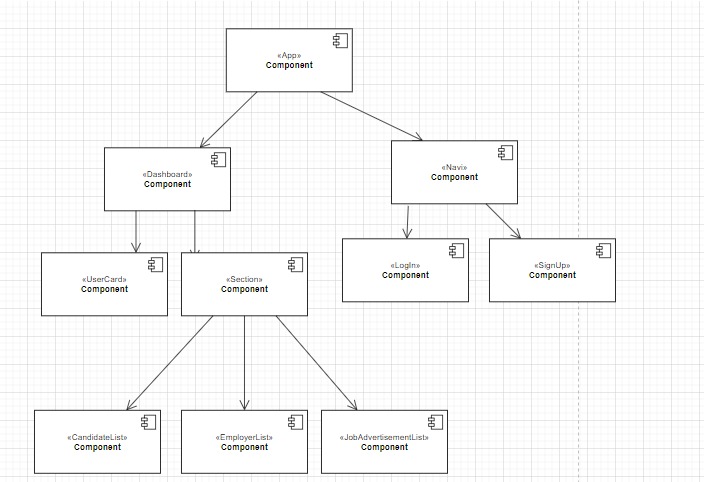 «App»
Component
«Dashboard»
Component
«Navi»
Component
«UserCard»
Component
«Section»
Component
«LogIn»
Component
«SignUp»
Component
«CandidateList»
Component
«EmployerList»
Component
«JobAdvertisementList»
Component